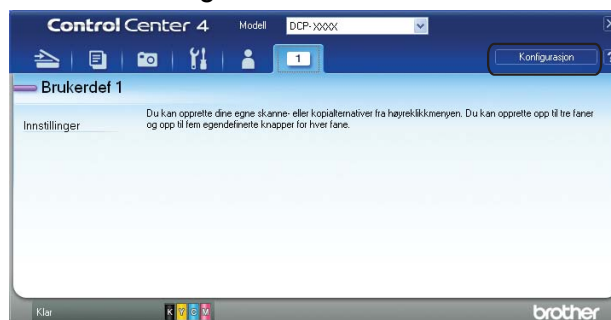 Control Center 4 Modell DCP-XXXX
1 Konfigurasjon ?
Brukerdef 1
Innstillinger
Du kan opprette dine egne skanne- eller kopialternativer fra høyreklikkmenyen. Du kan opprette opp til tre faner
og opp til fem egendefinerte knapper for hver fane.
Klar K Y C M brother